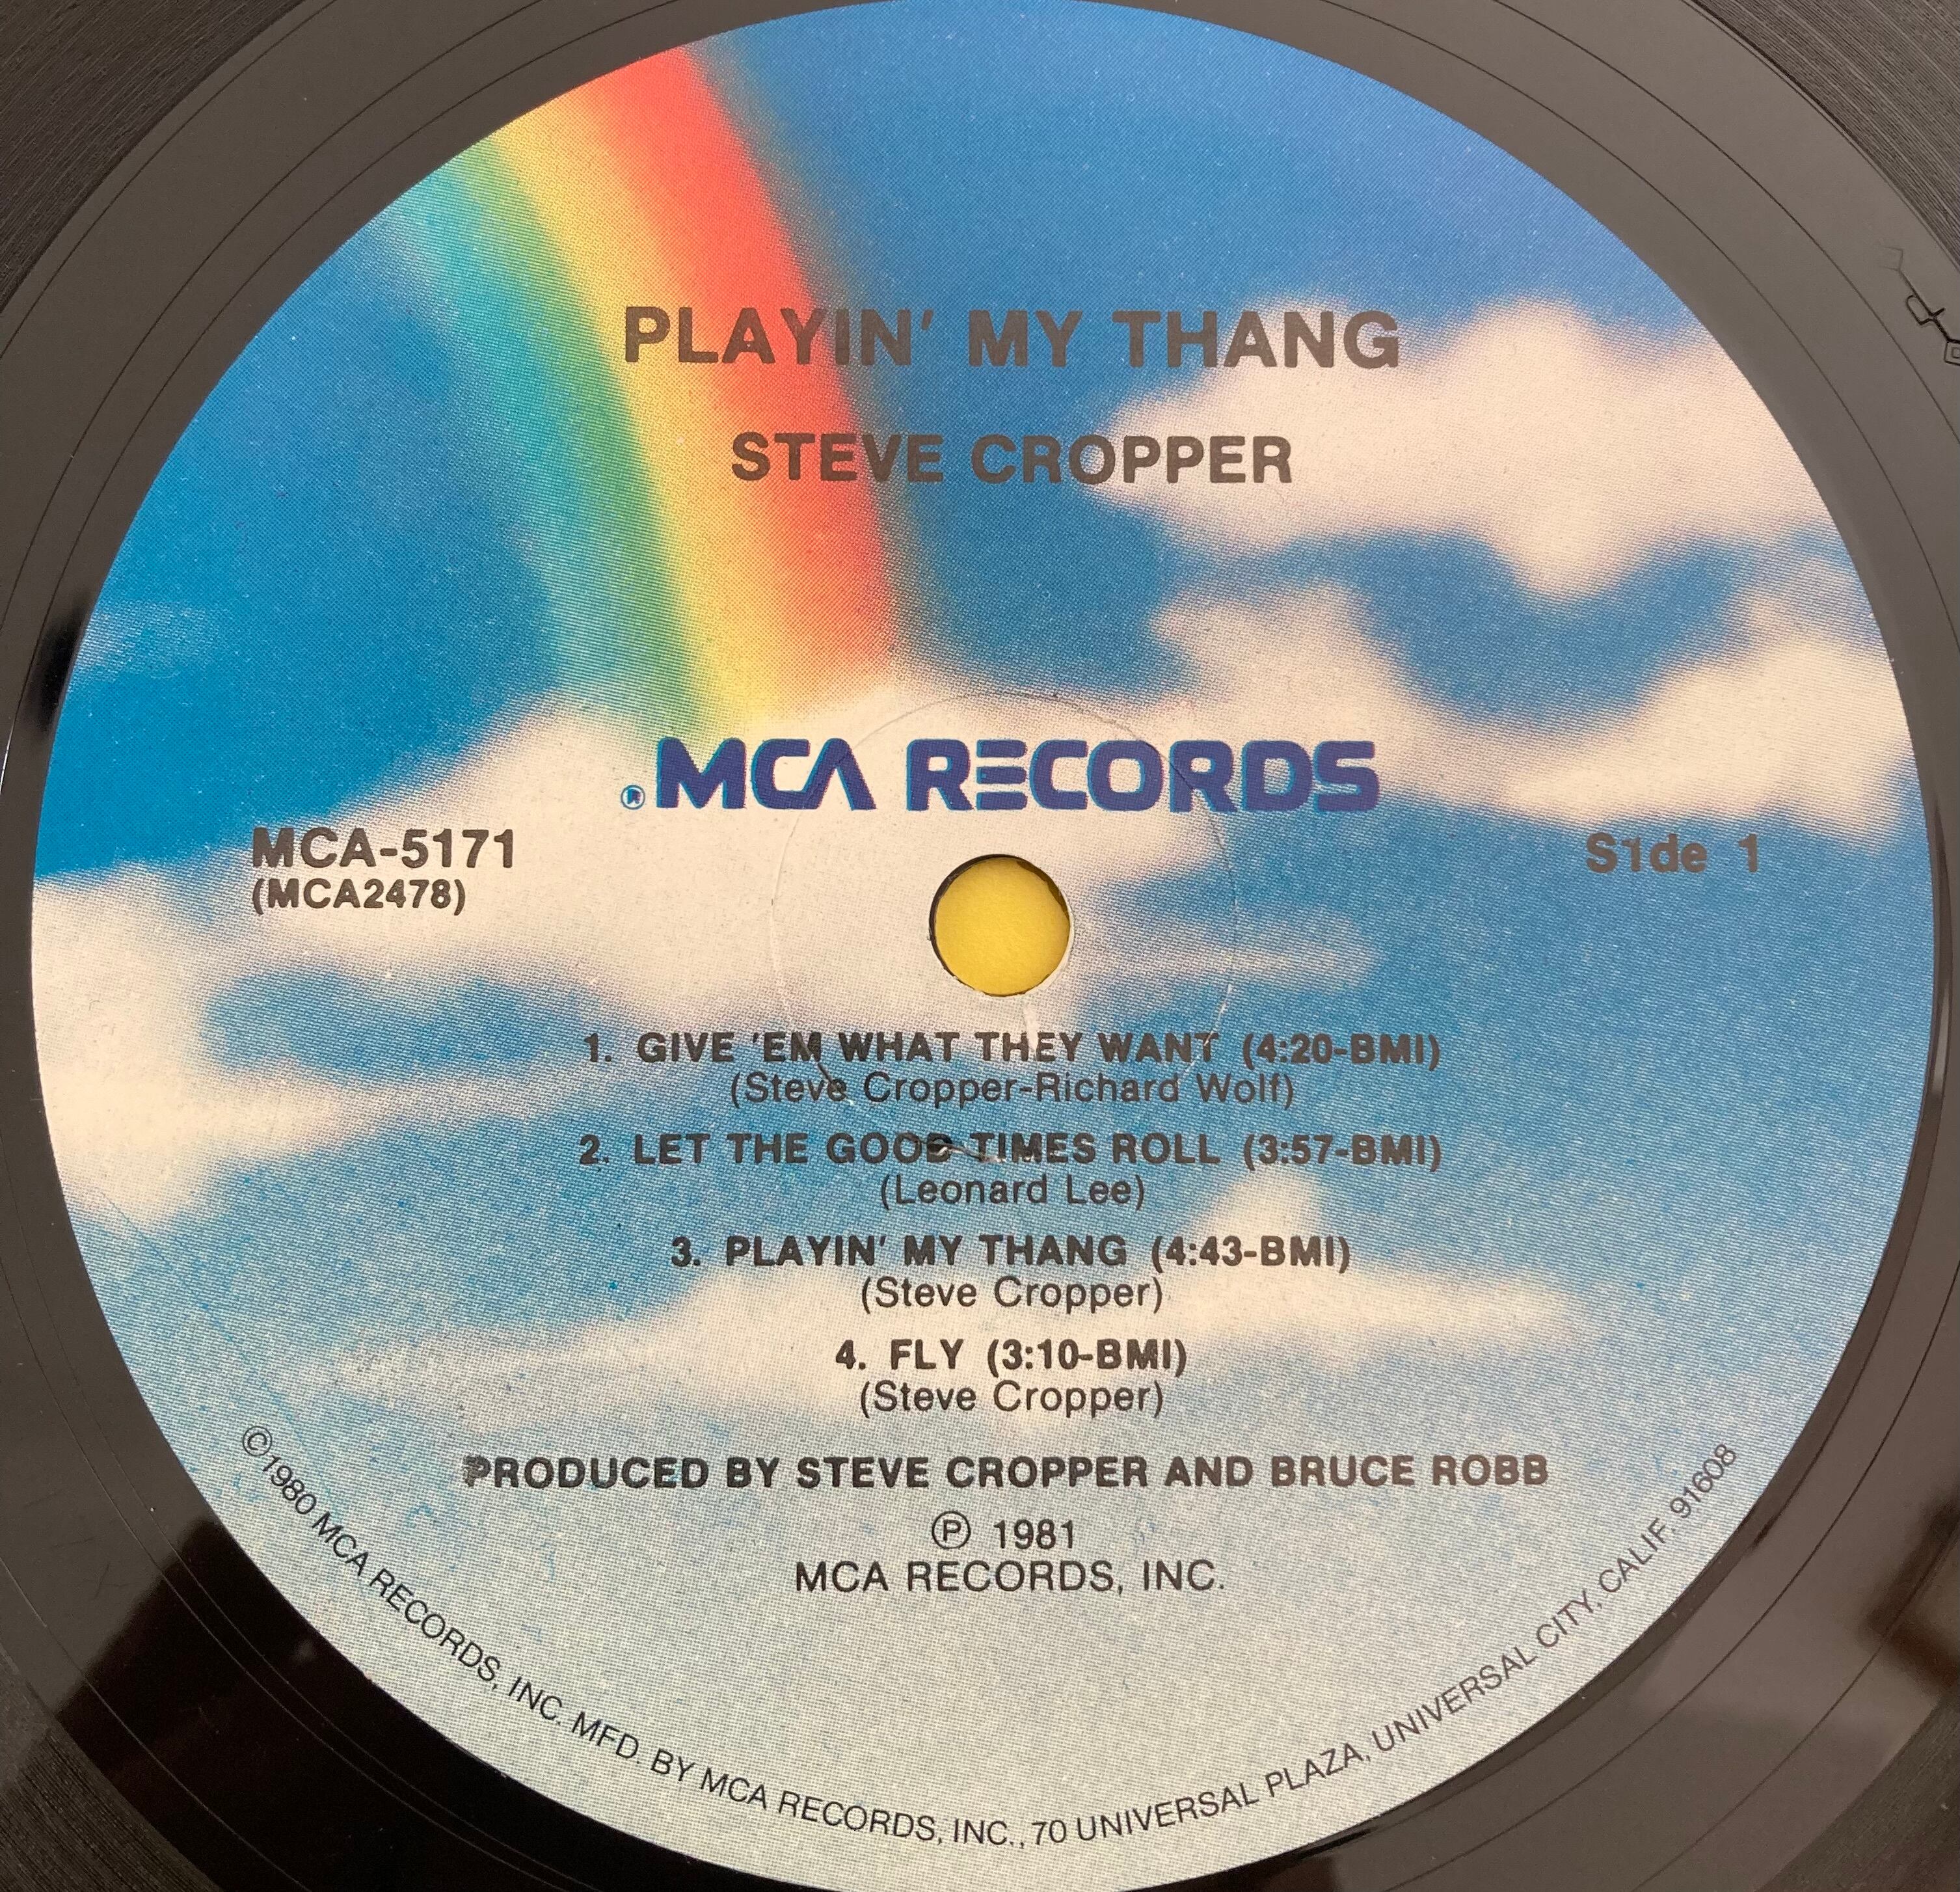 PLAYIN' MY THANG
STEVE CROPPER
® MCA RECORDS
MCA-5171
(MCA2478)
S1de 1
1. GIVE 'EM WHAT THEY WANT (4:20-BMI)
(Steve Cropper-Richard Wolf)
2. LET THE GOOD TIMES ROLL (3:57-BMI)
(Leonard Lee)
3. PLAYIN' MY THANG (4:43-BMI)
(Steve Cropper)
4. FLY (3:10-BMI)
(Steve Cropper)
PRODUCED BY STEVE CROPPER AND BRUCE ROBB
Ⓟ 1981
MCA RECORDS, INC.
©1980 MCA RECORDS, INC. MFD. BY MCA RECORDS, INC., 70 UNIVERSAL PLAZA, UNIVERSAL CITY, CALIF. 91608